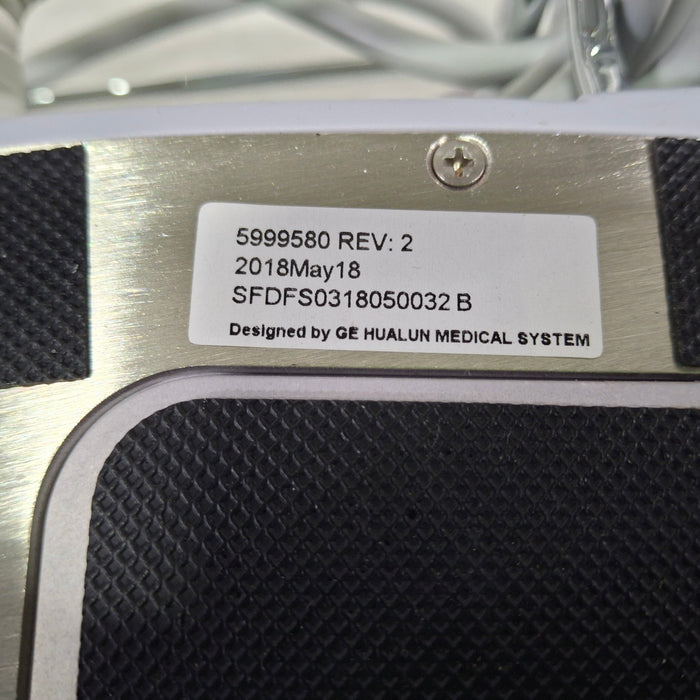 5999580 REV: 2
2018May18
SFDFS0318050032 B
Designed by GE HUALUN MEDICAL SYSTEM